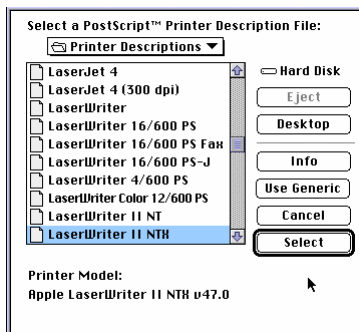 Select a PostScript™ Printer Description File:
Printer Descriptions
LaserJet 4
LaserJet 4 (300 dpi)
LaserWriter
LaserWriter 16/600 PS
LaserWriter 16/600 PS Fax
LaserWriter 16/600 PS-J
LaserWriter 4/600 PS
LaserWriter Color 12/600 PS
LaserWriter II NT
LaserWriter II NTX
Hard Disk
Eject
Desktop
Info
Use Generic
Cancel
Select
Printer Model:
Apple LaserWriter II NTX v47.0